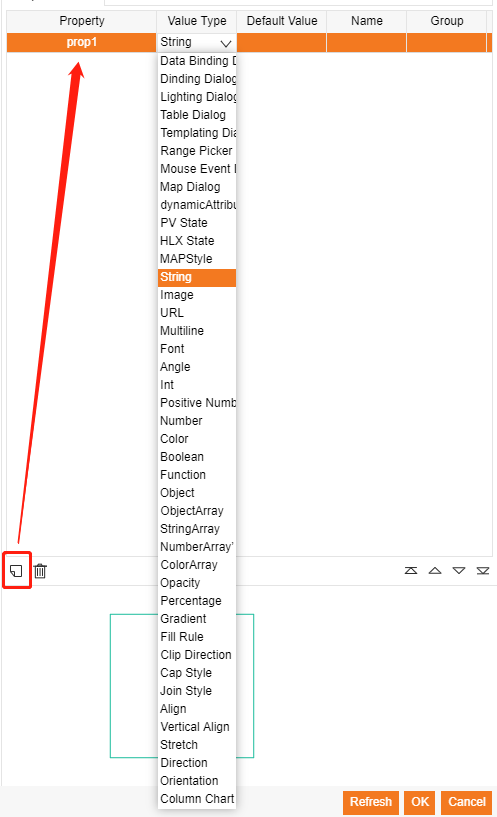 Property Value Type Default Value Name Group
prop1 String
Data Binding D
Dinding Dialog
Lighting Dialog
Table Dialog
Templating Dia
Range Picker
Mouse Event
Map Dialog
dynamicAttribu
PV State
HLX State
MAPStyle
String
Image
URL
Multiline
Font
Angle
Int
Positive Numb
Number
Color
Boolean
Function
Object
ObjectArray
StringArray
NumberArray'
ColorArray
Opacity
Percentage
Gradient
Fill Rule
Clip Direction
Cap Style
Join Style
Align
Vertical Align
Stretch
Direction
Orientation
Column Chart
Refresh OK Cancel